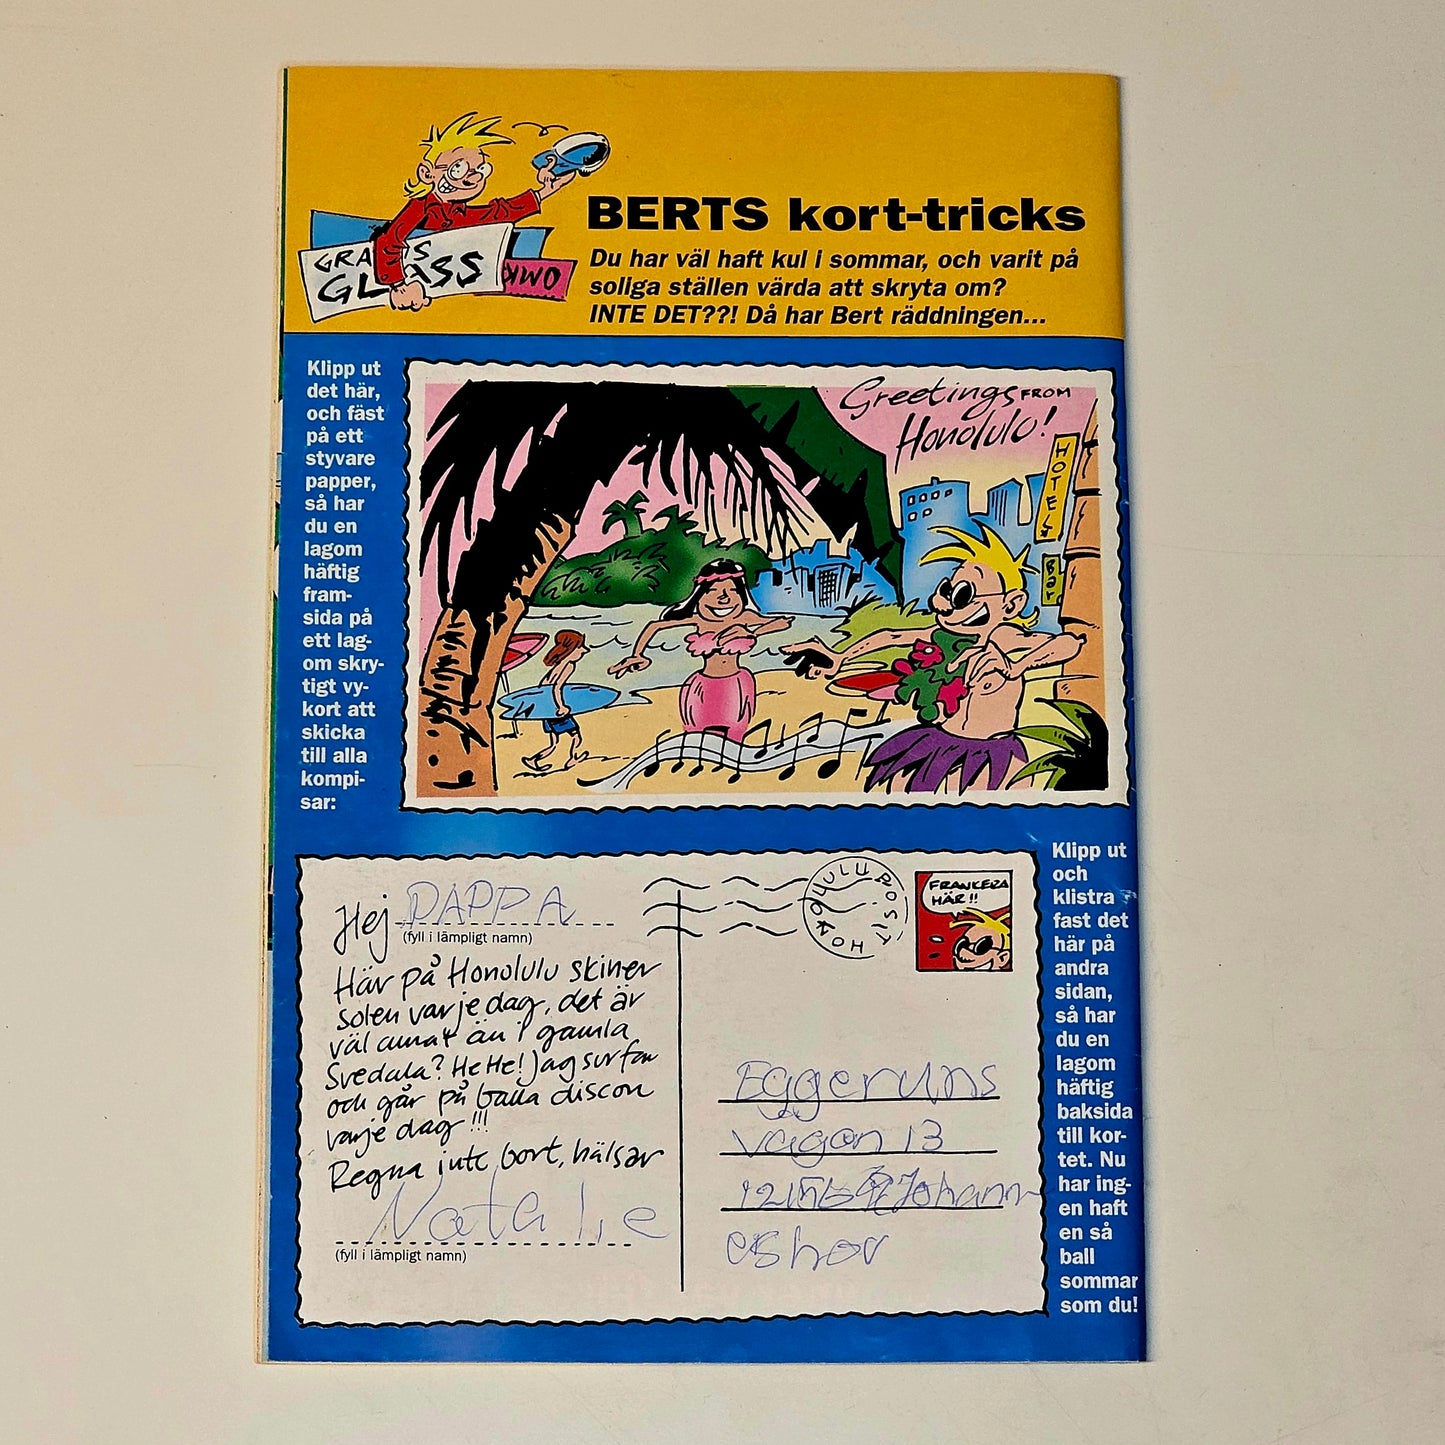 GRATIS
GLASS
OMK
BERTS kort-tricks
Du har väl haft kul i sommar, och varit på
soliga ställen värda att skryta om?
INTE DET??! Då har Bert räddningen...
Klipp ut
det här,
och fäst
på ett
styvare
papper,
så har
du en
lagom
häftig
fram-
sida på
ett lag-
om skry-
tigt vy-
kort att
skicka
till alla
kompi-
sar:
Greetings FROM
Honolulu!
HOTEL
Bar
Hej PAPPA
(fyll i lämpligt namn)
Här på Honolulu skiner
solen varje dag, det är
väl annat än i gamla
Svedala? HeHe! Jag surfar
och går på balla discon
varje dag!!!
Regna inte bort, hälsar
Natalie
(fyll i lämpligt namn)
HONOLULU POST
FRANKERA
HÄR!!
vägen 13
Johann
eshov
Klipp ut
och
klistra
fast det
här på
andra
sidan,
så har
du en
lagom
häftig
baksida
till kor-
tet. Nu
har ing-
en haft
en så
ball
sommar
som du!